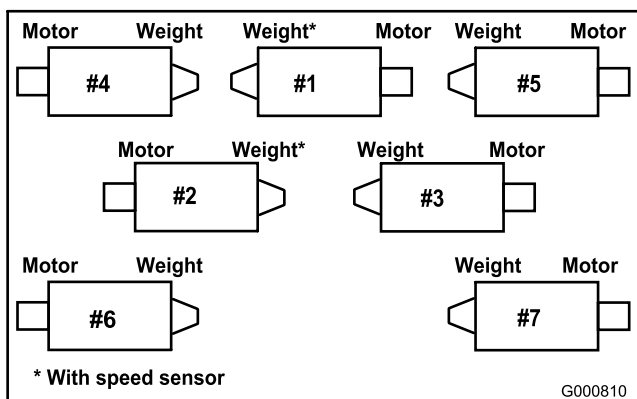 Motor Weight Weight* Motor Weight Motor
#4 #1 #5
Motor Weight* Weight Motor
#2 #3
Motor Weight Weight Motor
#6 #7
* With speed sensor
G000810